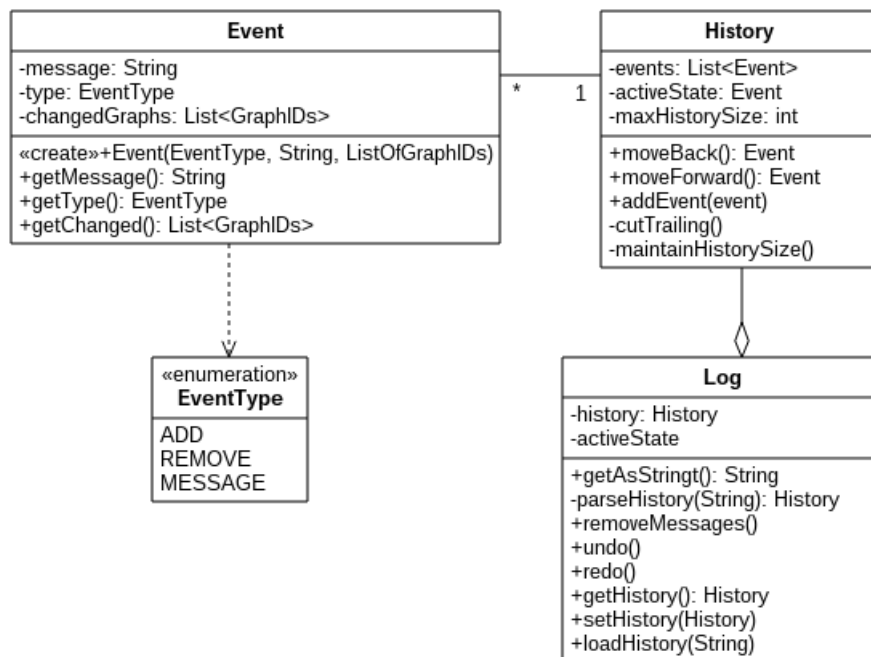 Event
-message: String
-type: EventType
-changedGraphs: List<GraphIDs>
«create»+Event(EventType, String, ListOfGraphIDs)
+getMessage(): String
+getType(): EventType
+getChanged(): List<GraphIDs>
*
1
History
-events: List<Event>
-activeState: Event
-maxHistorySize: int
+moveBack(): Event
+moveForward(): Event
+addEvent(event)
-cutTrailing()
-maintainHistorySize()
«enumeration»
EventType
ADD
REMOVE
MESSAGE
Log
-history: History
-activeState
+getAsStringt(): String
-parseHistory(String): History
+removeMessages()
+undo()
+redo()
+getHistory(): History
+setHistory(History)
+loadHistory(String)